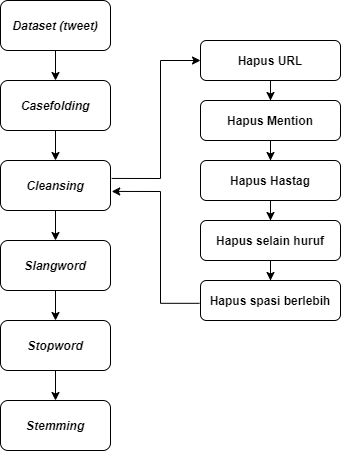 Dataset (tweet)
Casefolding
Cleansing
Slangword
Stopword
Stemming
Hapus URL
Hapus Mention
Hapus Hastag
Hapus selain huruf
Hapus spasi berlebih